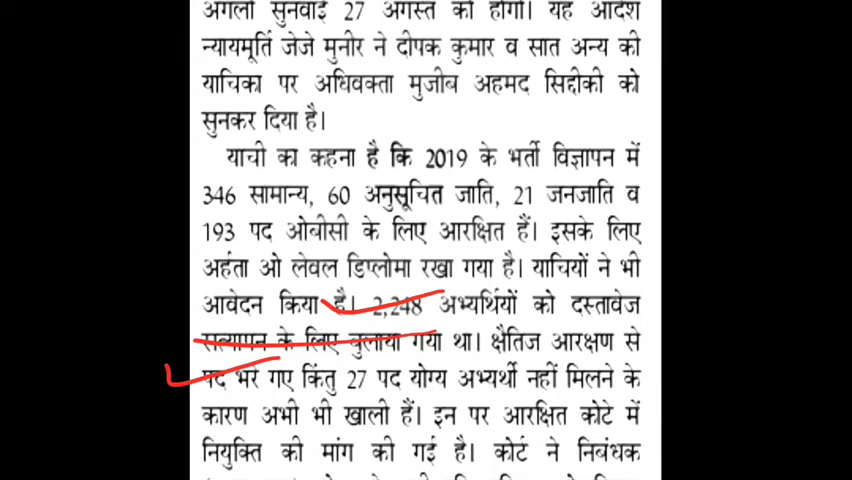 अगली सुनवाई 27 अगस्त को होगी। यह आदेश
न्यायमूर्ति जेजे मुनीर ने दीपक कुमार व सात अन्य की
याचिका पर अधिवक्ता मुजीब अहमद सिद्दीकी को
सुनकर दिया है।
याची का कहना है कि 2019 के भर्ती विज्ञापन में
346 सामान्य, 60 अनुसूचित जाति, 21 जनजाति व
193 पद ओबीसी के लिए आरक्षित हैं। इसके लिए
अर्हता ओ लेवल डिप्लोमा रखा गया है। याचियों ने भी
आवेदन किया है। 2,248 अभ्यर्थियों को दस्तावेज
सत्यापन के लिए बुलाया गया था। क्षैतिज आरक्षण से
पद भरे गए किंतु 27 पद योग्य अभ्यर्थी नहीं मिलने के
कारण अभी भी खाली हैं। इन पर आरक्षित कोटे में
नियुक्ति की मांग की गई है। कोर्ट ने निबंधक